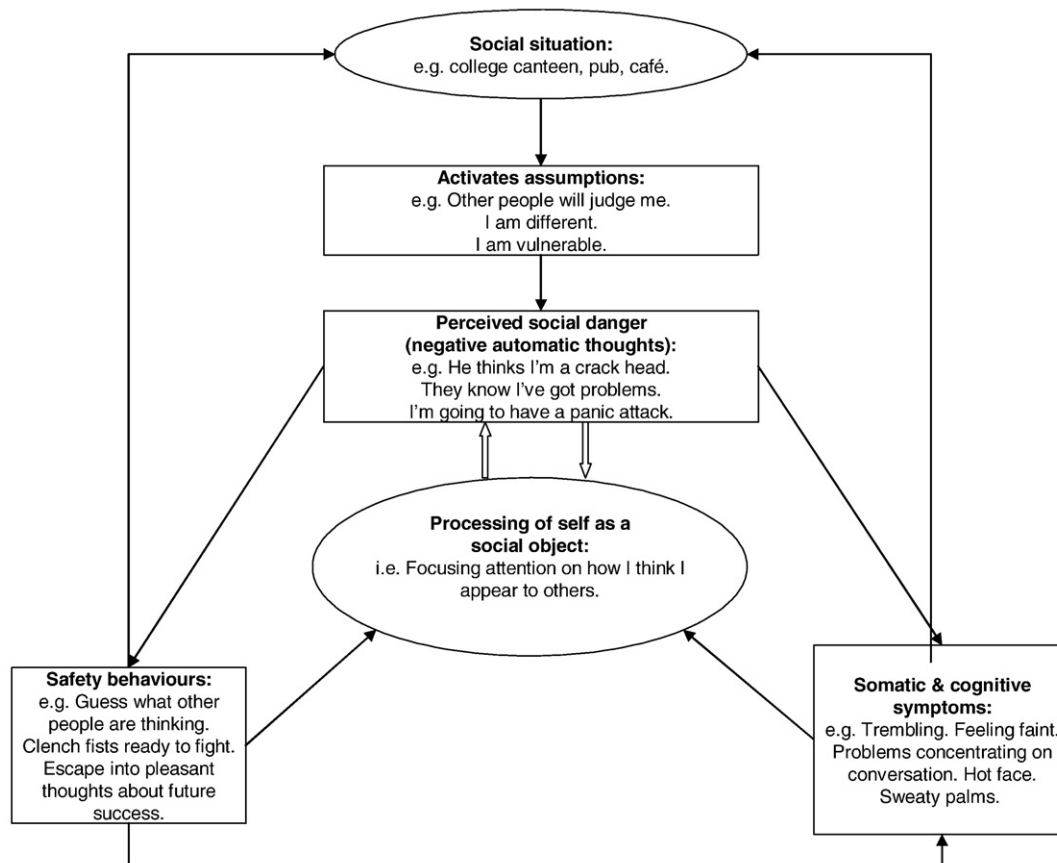 Social situation:
e.g. college canteen, pub, café.
Activates assumptions:
e.g. Other people will judge me.
I am different.
I am vulnerable.
Perceived social danger
(negative automatic thoughts):
e.g. He thinks I'm a crack head.
They know I've got problems.
I'm going to have a panic attack.
Processing of self as a
social object:
i.e. Focusing attention on how I think I
appear to others.
Safety behaviours:
e.g. Guess what other
people are thinking.
Clench fists ready to fight.
Escape into pleasant
thoughts about future
success.
Somatic & cognitive
symptoms:
e.g. Trembling. Feeling faint.
Problems concentrating on
conversation. Hot face.
Sweaty palms.